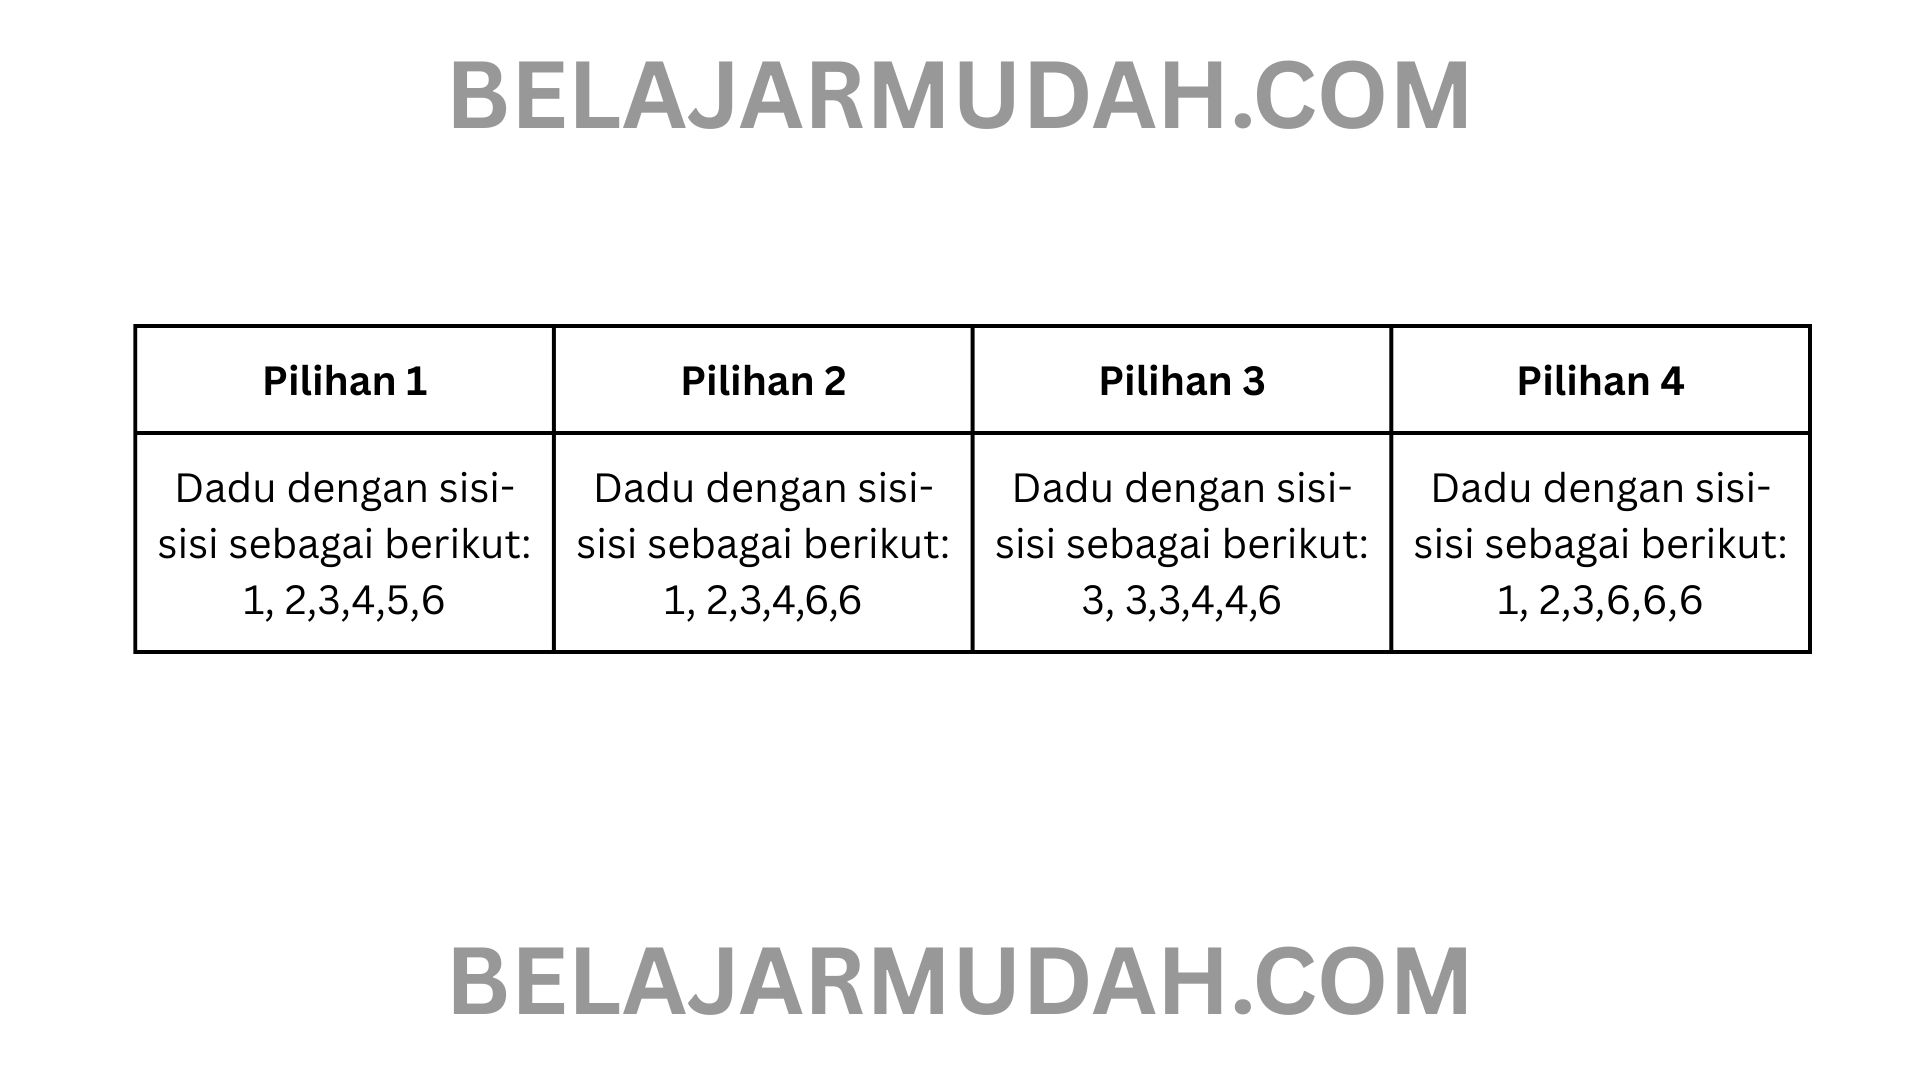 BELAJARMUDAH.COM
Pilihan 1
Pilihan 2
Pilihan 3
Pilihan 4
Dadu dengan sisi-
sisi sebagai berikut:
1, 2,3,4,5,6
Dadu dengan sisi-
sisi sebagai berikut:
1, 2,3,4,6,6
Dadu dengan sisi-
sisi sebagai berikut:
3, 3,3,4,4,6
Dadu dengan sisi-
sisi sebagai berikut:
1, 2,3,6,6,6
BELAJARMUDAH.COM